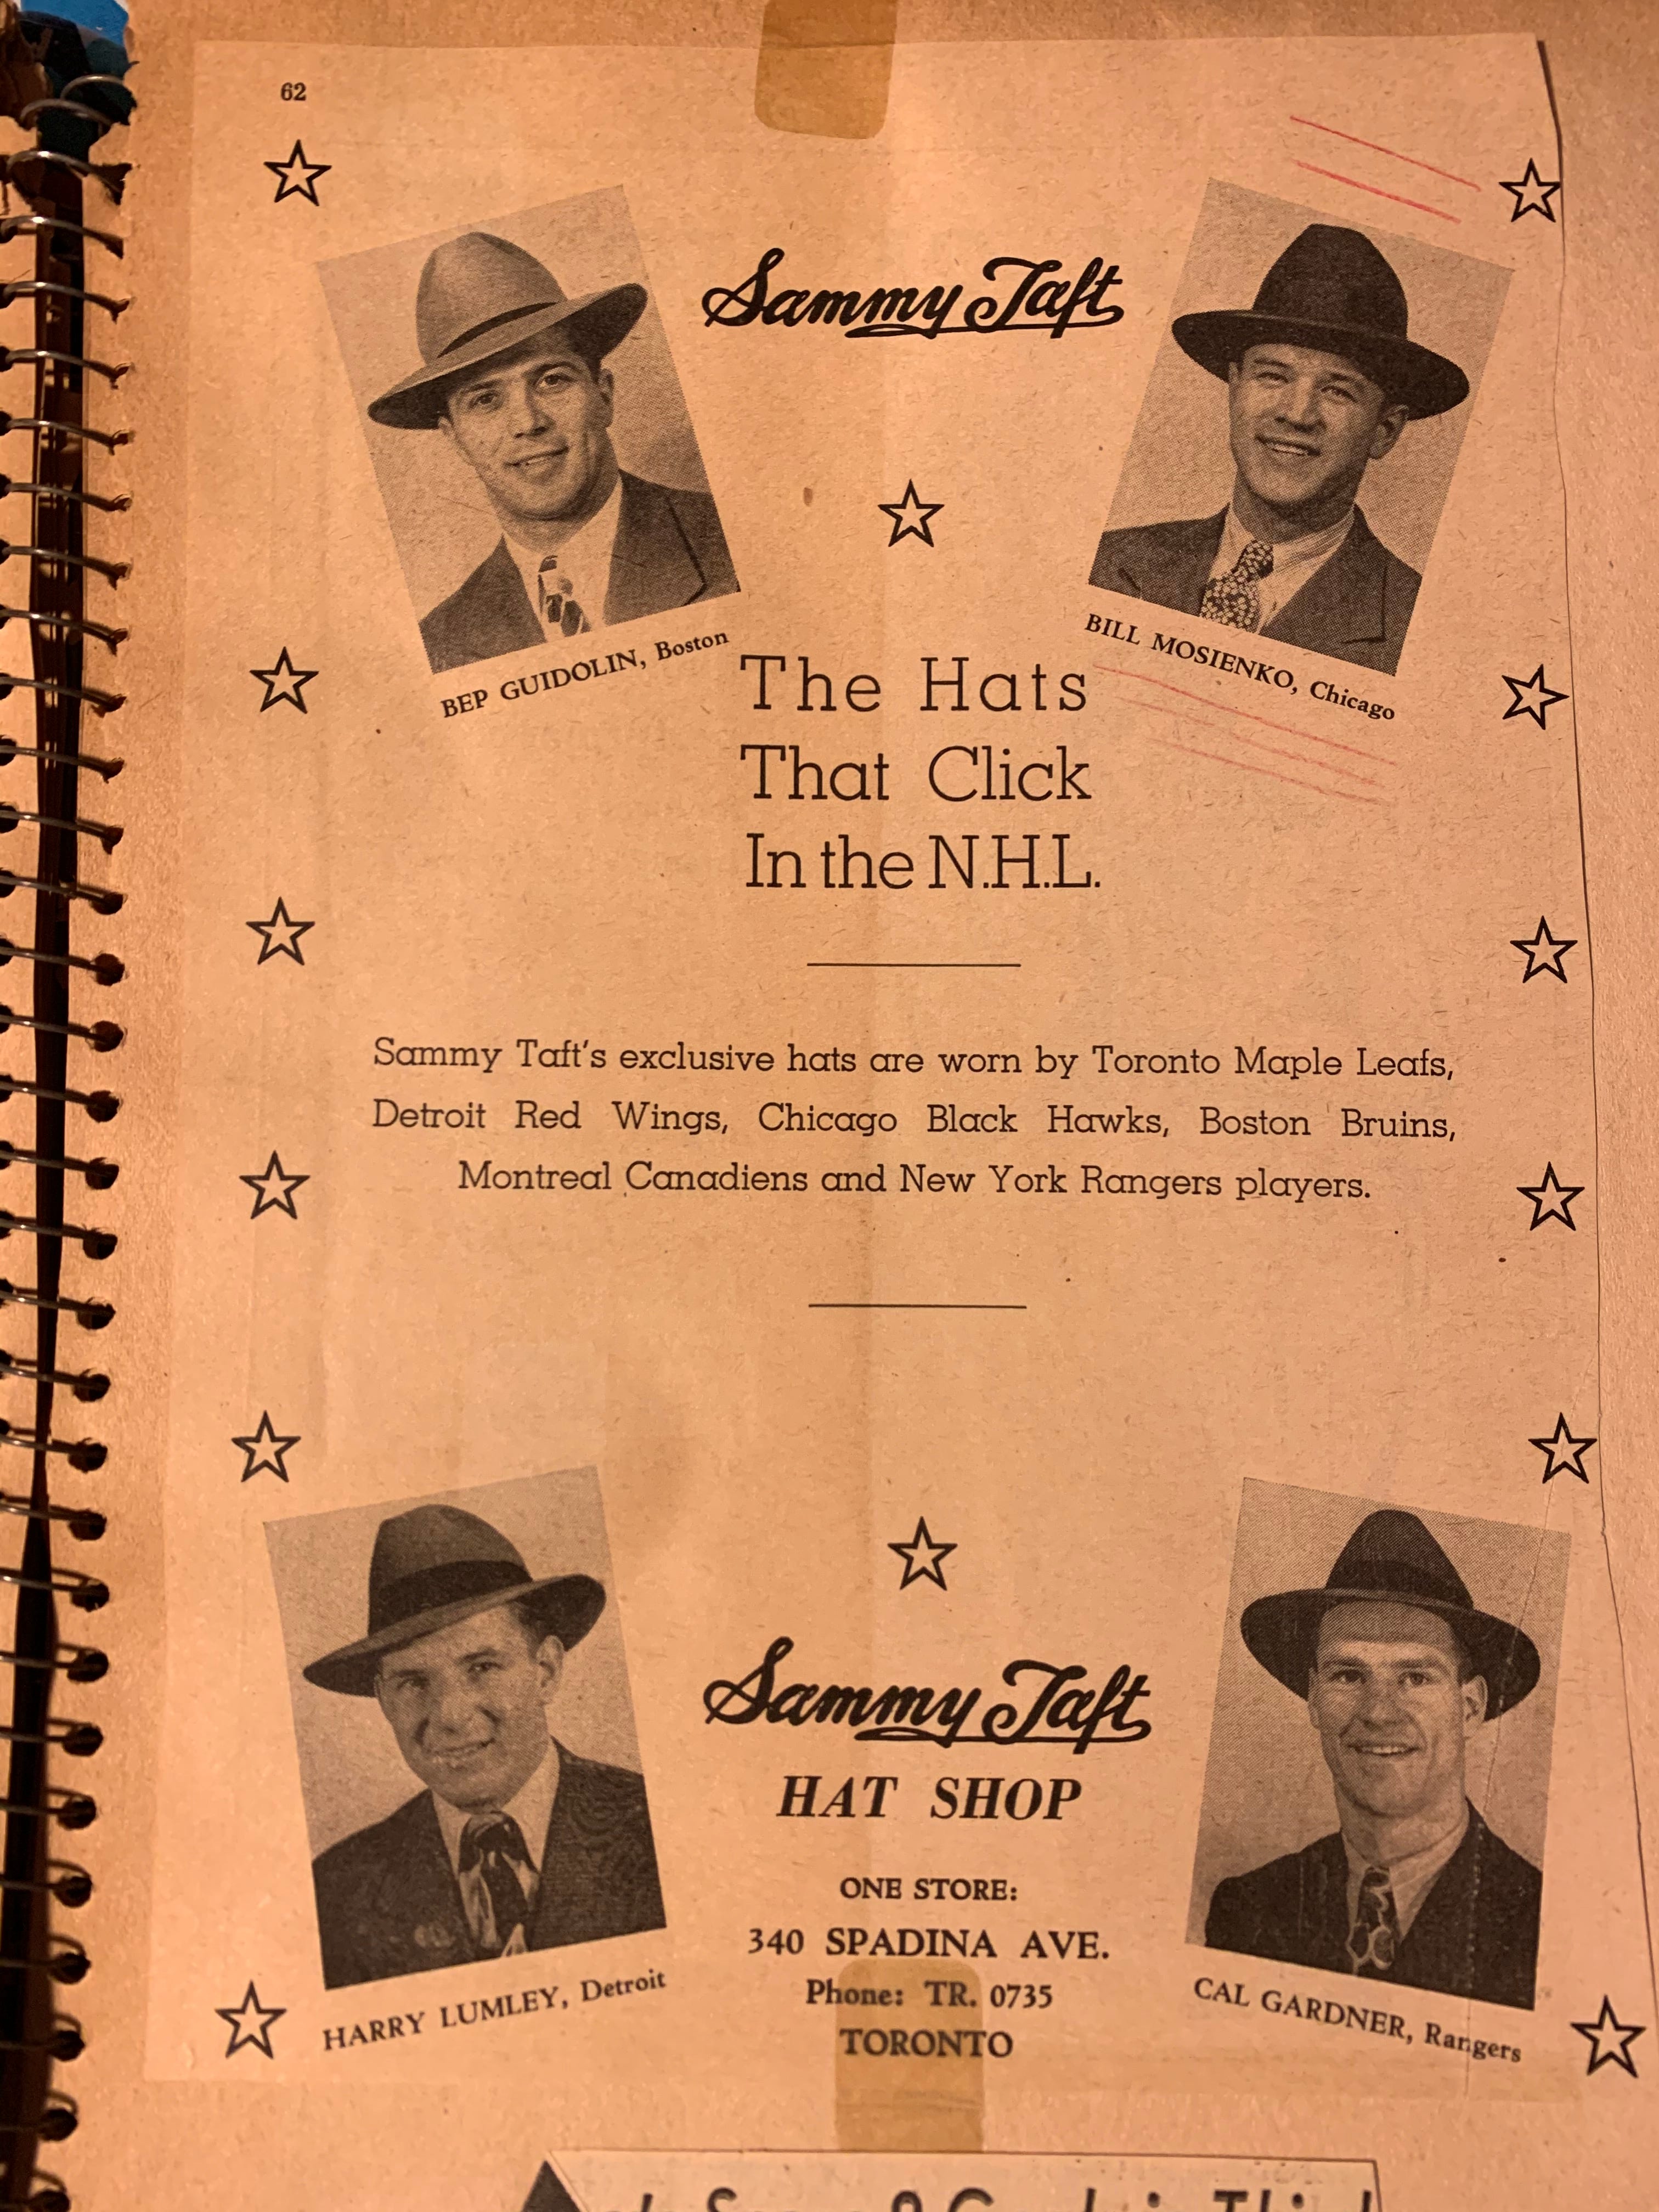 62
Sammy Taft
BEP GUIDOLIN, Boston
BILL MOSIENKO, Chicago
The Hats
That Click
In the N.H.L.
Sammy Taft's exclusive hats are worn by Toronto Maple Leafs,
Detroit Red Wings, Chicago Black Hawks, Boston Bruins,
Montreal Canadiens and New York Rangers players.
Sammy Taft
HAT SHOP
ONE STORE:
340 SPADINA AVE.
Phone: TR. 0735
TORONTO
HARRY LUMLEY, Detroit
CAL GARDNER, Rangers